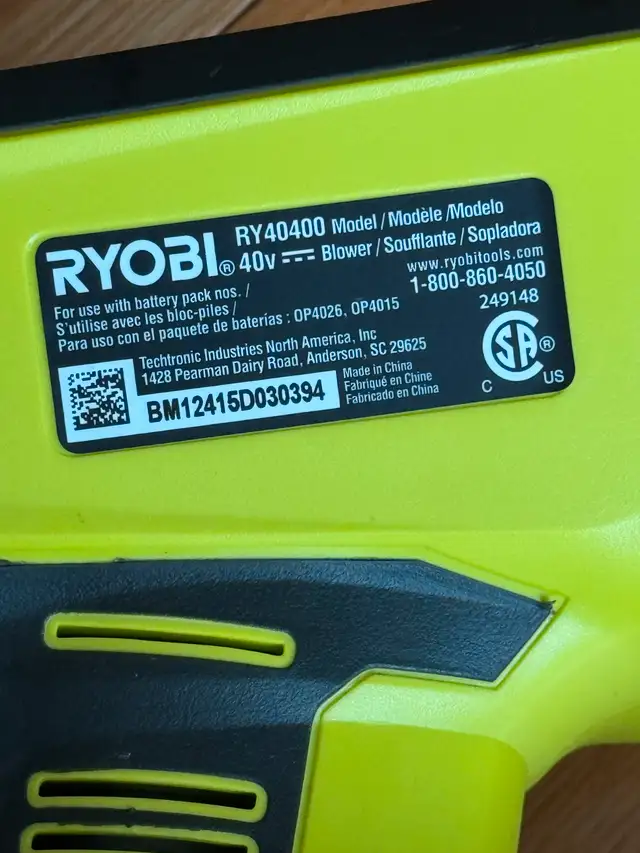 RYOBI® RY40400 Model / Modèle /Modelo
40v Blower / Soufflante / Sopladora
www.ryobitools.com
For use with battery pack nos. /
1-800-860-4050
S'utilise avec les bloc-piles /
249148
Para uso con el paquete de baterías : OP4026, OP4015
Techtronic Industries North America, Inc
1428 Pearman Dairy Road, Anderson, SC 29625
BM12415D030394
Made in China
Fabriqué en Chine
Fabricado en China
C SA ® US